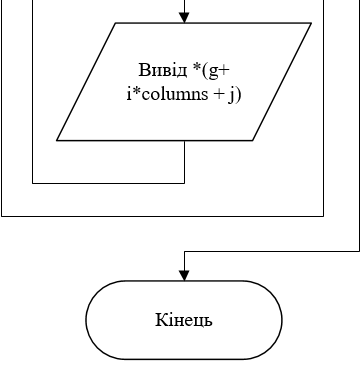 Вивід *(g+
i*columns + j)
Кінець